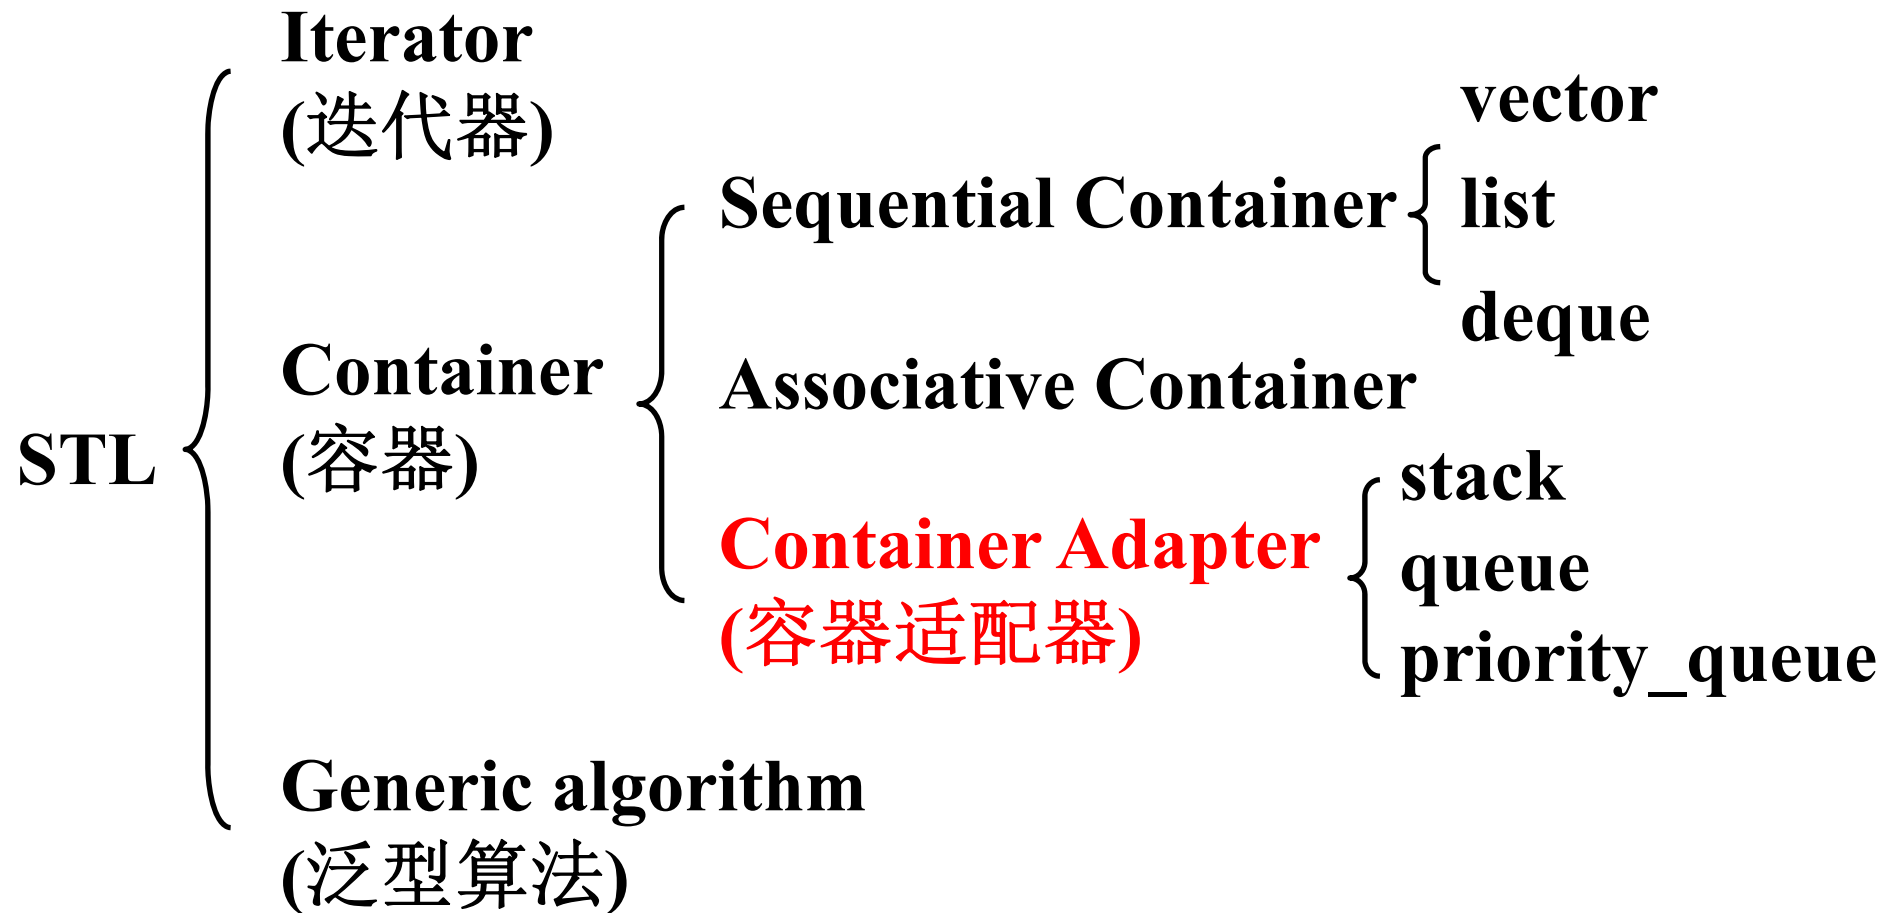 STL
Iterator
(迭代器)
Container
(容器)
Sequential Container
vector
list
deque
Associative Container
Container Adapter
(容器适配器)
stack
queue
priority_queue
Generic algorithm
(泛型算法)